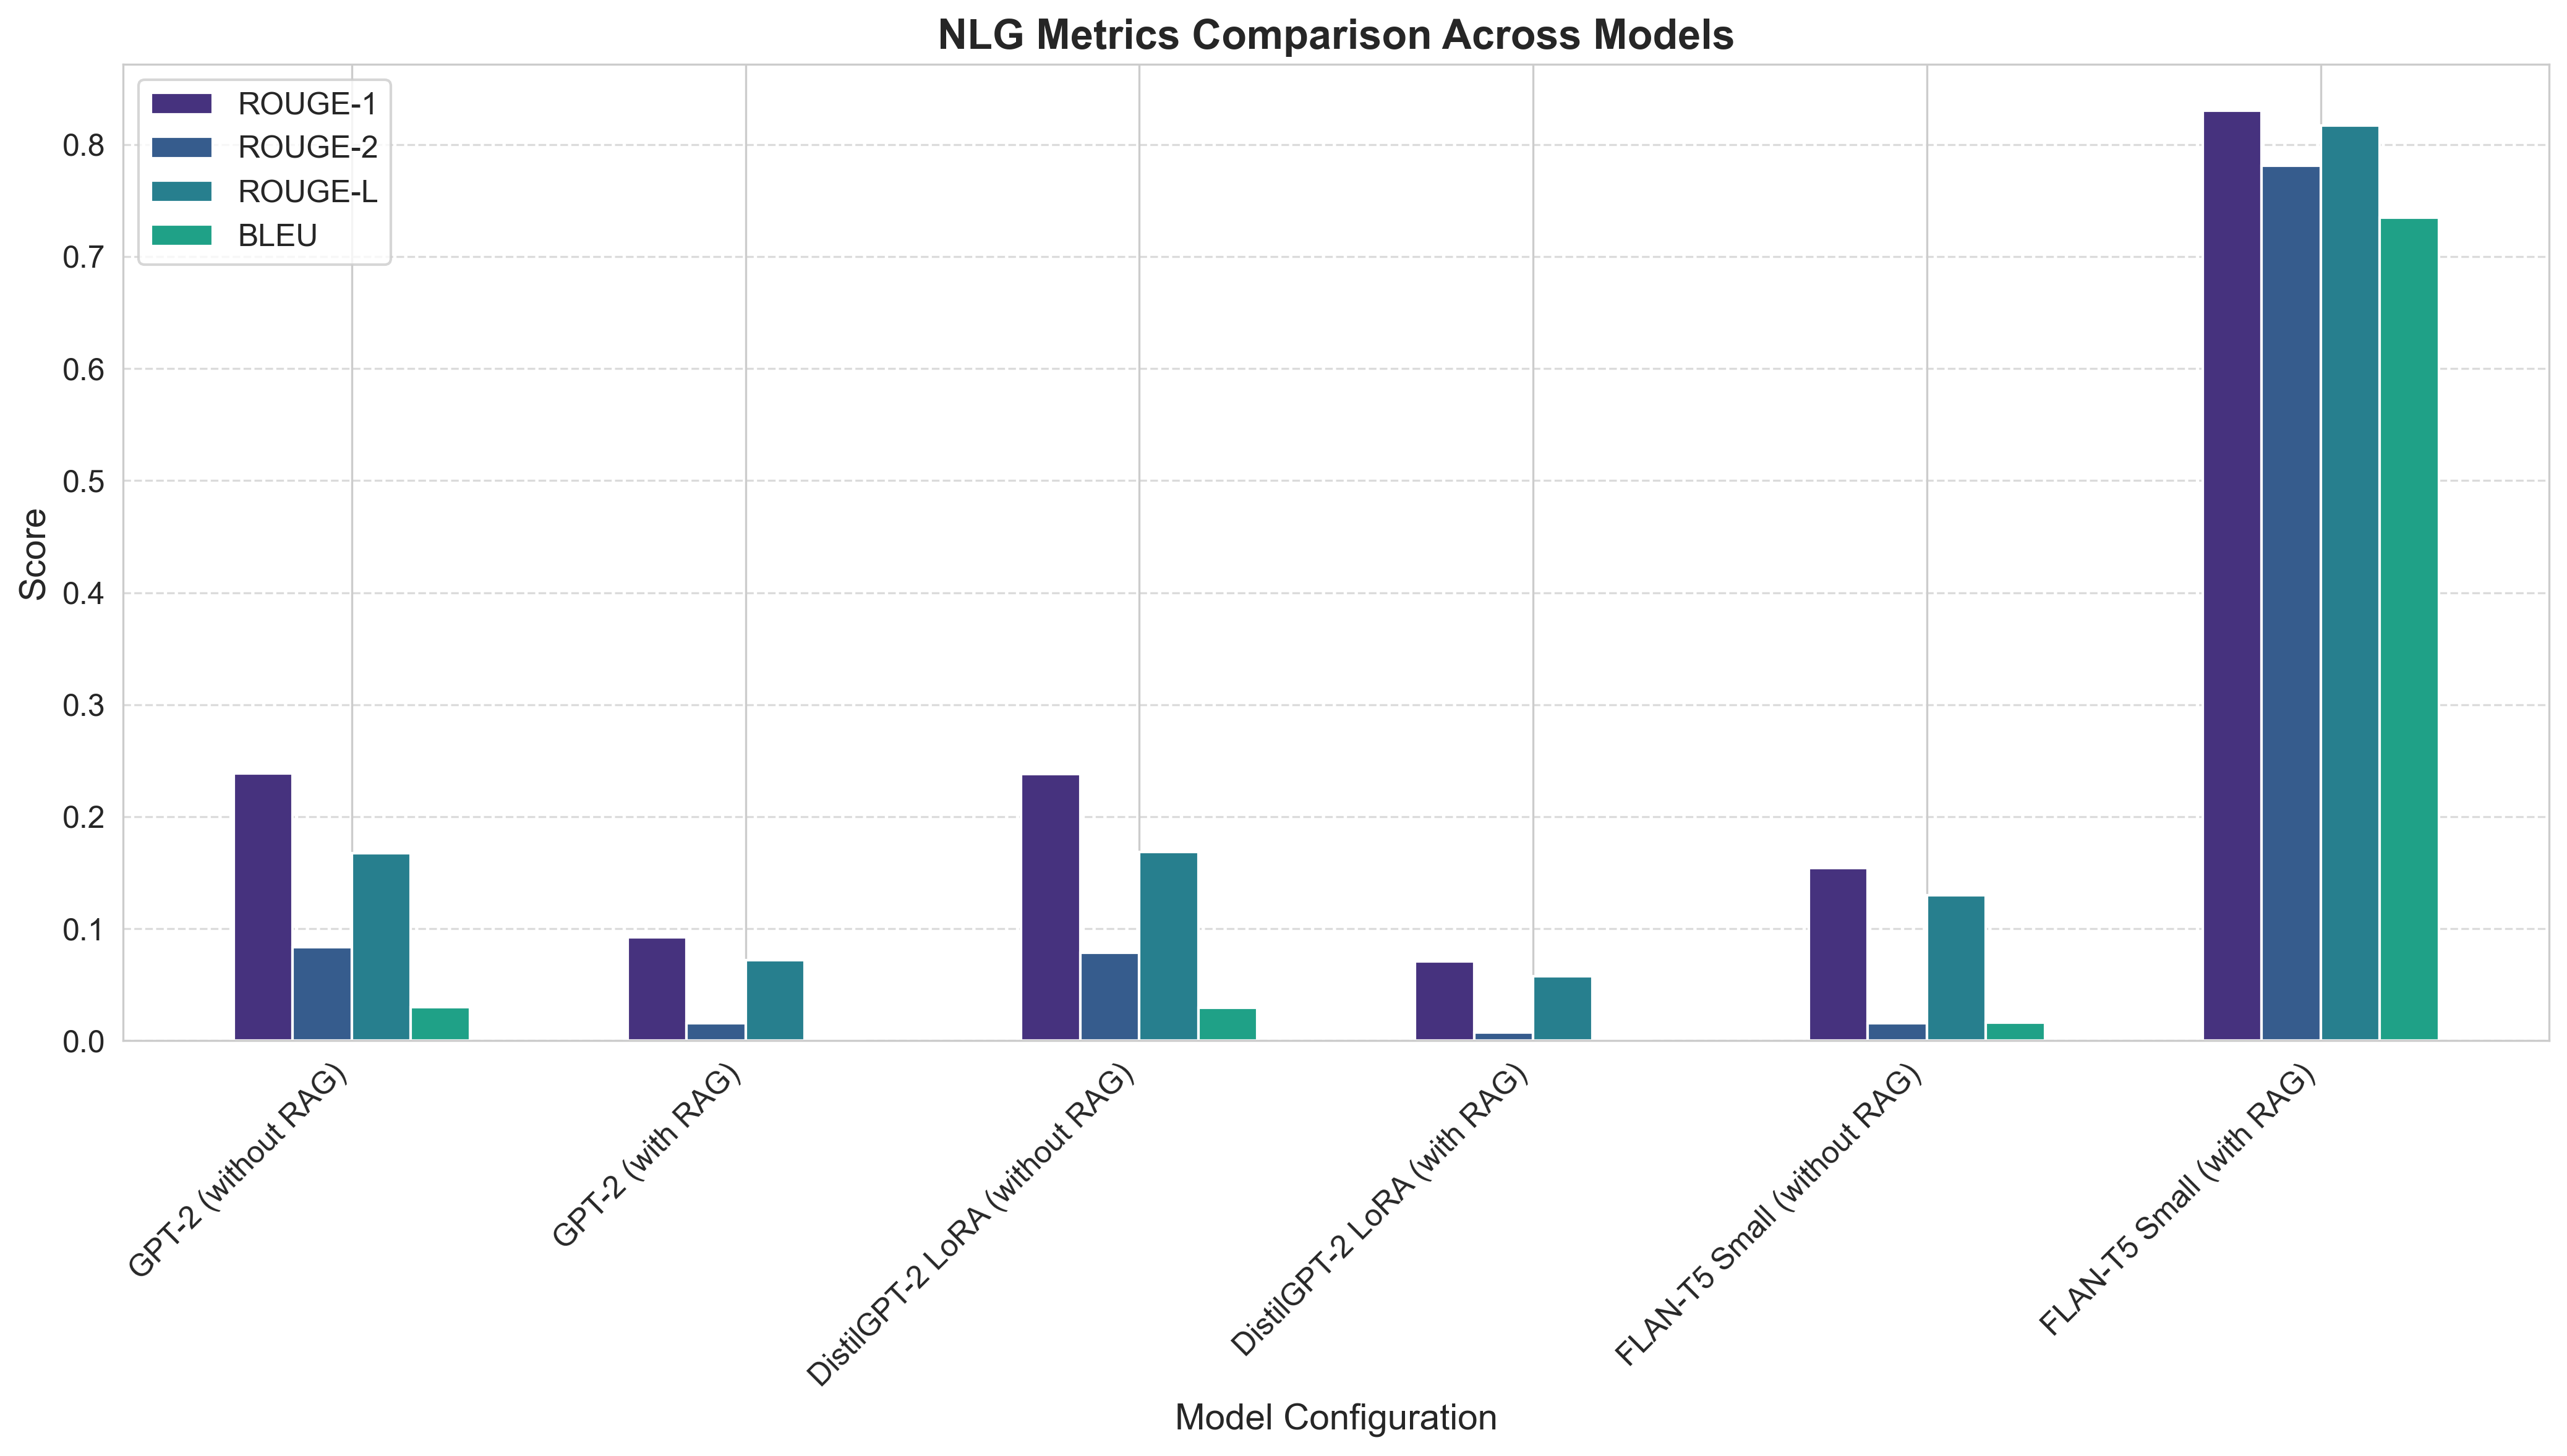 NLG Metrics Comparison Across Models
ROUGE-1
ROUGE-2
ROUGE-L
BLEU
Score
0.8
0.7
0.6
0.5
0.4
0.3
0.2
0.1
0.0
GPT-2 (without RAG)
GPT-2 (with RAG)
DistilGPT-2 LoRA (without RAG)
DistilGPT-2 LoRA (with RAG)
FLAN-T5 Small (without RAG)
FLAN-T5 Small (with RAG)
Model Configuration